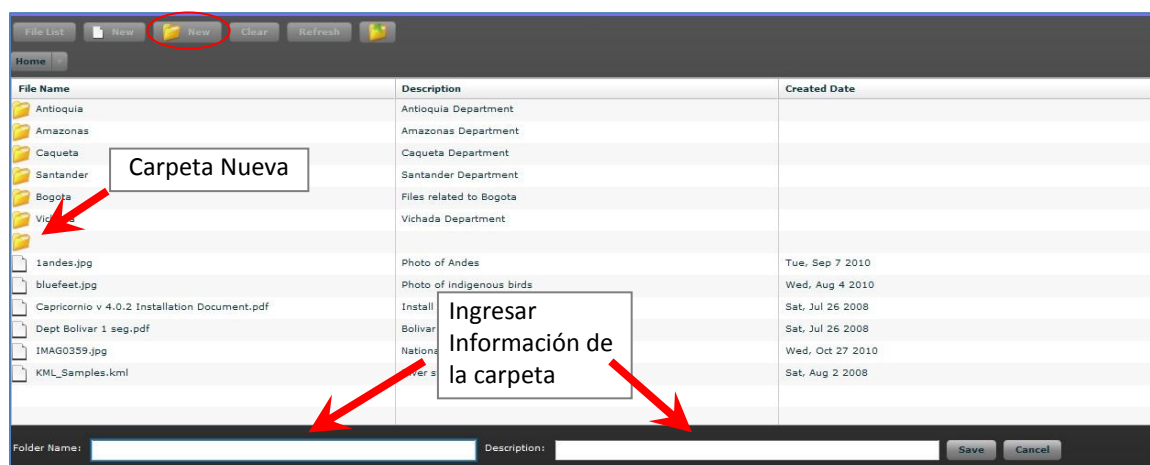 File List New New Clear Refresh
Home
File Name Description Created Date
Antioquia Antioquia Department
Amazonas Amazonas Department
Caqueta Caqueta Department
Carpeta Nueva
Santander Santander Department
Bogota Files related to Bogota
Vichada Department
1andes.jpg Photo of Andes Tue, Sep 7 2010
bluefeet.jpg Photo of indigenous birds Wed, Aug 4 2010
Capricornio v 4.0.2 Installation Document.pdf Install Sat, Jul 26 2008
Dept Bolivar 1 seg.pdf Bolivar Sat, Jul 26 2008
IMAG0359.jpg Wed, Oct 27 2010
KML_Samples.kml Sat, Aug 2 2008
Ingresar
Información de
la carpeta
Folder Name: Description: Save Cancel